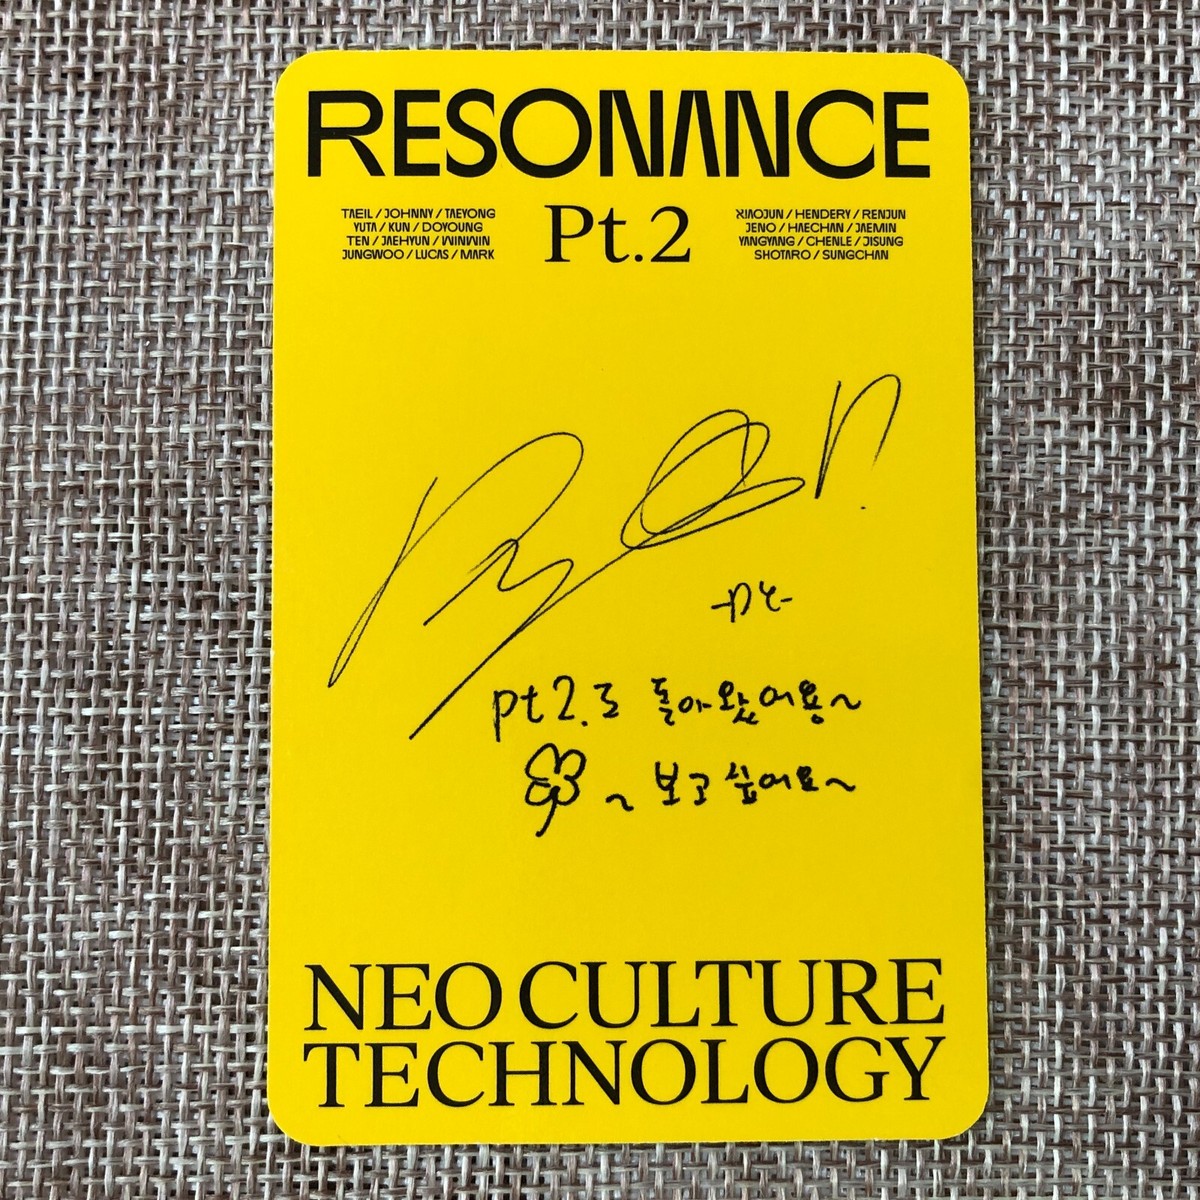 RESONANCE
Pt.2
TAEIL / JOHNNY / TAEYONG
YUTA / KUN / DOYOUNG
TEN / JAEHYUN / WINWIN
JUNGWOO / LUCAS / MARK
XIAOJUN / HENDERY / RENJUN
JENO / HAECHAN / JAEMIN
YANGYANG / CHENLE / JISUNG
SHOTARO / SUNGCHAN
pt2.로 돌아왔어용~
~ 보고 싶어요~
NEO CULTURE
TECHNOLOGY